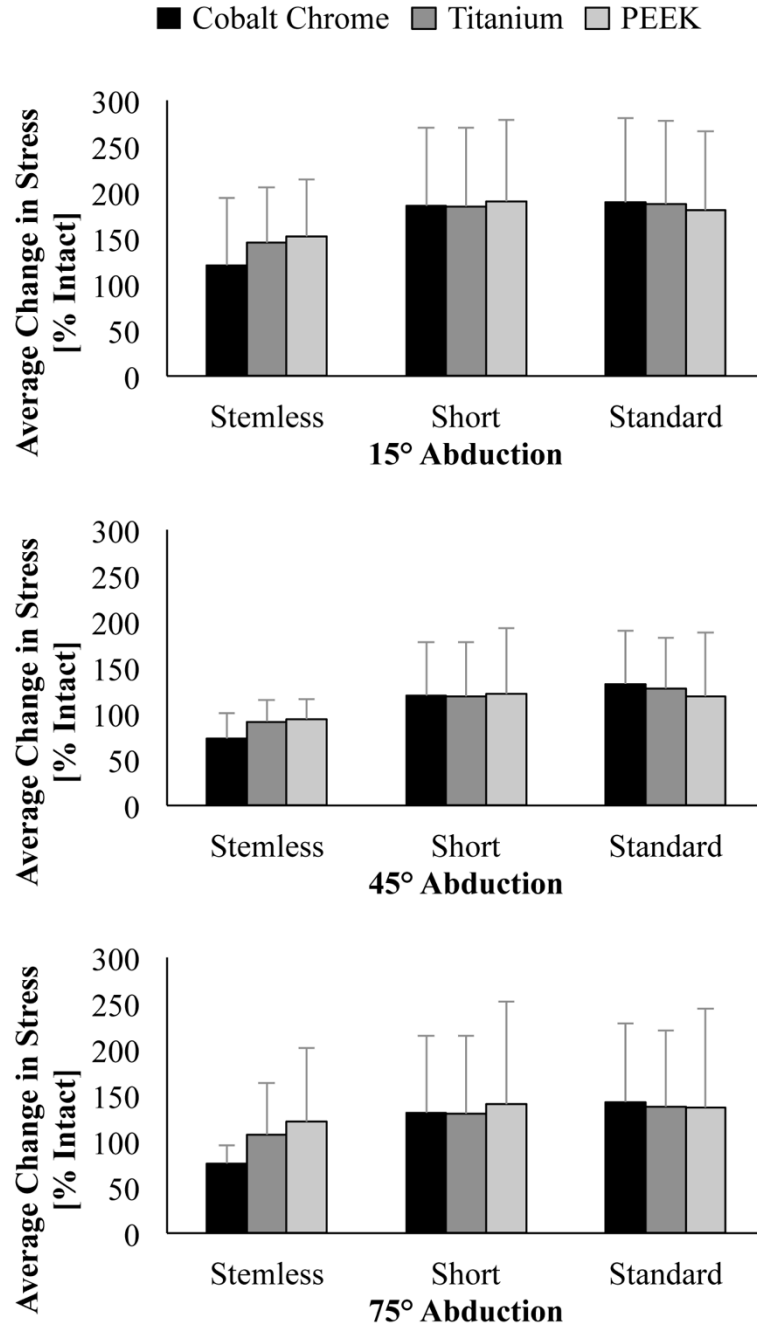 Cobalt Chrome Titanium PEEK
Average Change in Stress
[% Intact]
300
250
200
150
100
50
0
Stemless Short Standard
15° Abduction
Average Change in Stress
[% Intact]
300
250
200
150
100
50
0
Stemless Short Standard
45° Abduction
Average Change in Stress
[% Intact]
300
250
200
150
100
50
0
Stemless Short Standard
75° Abduction